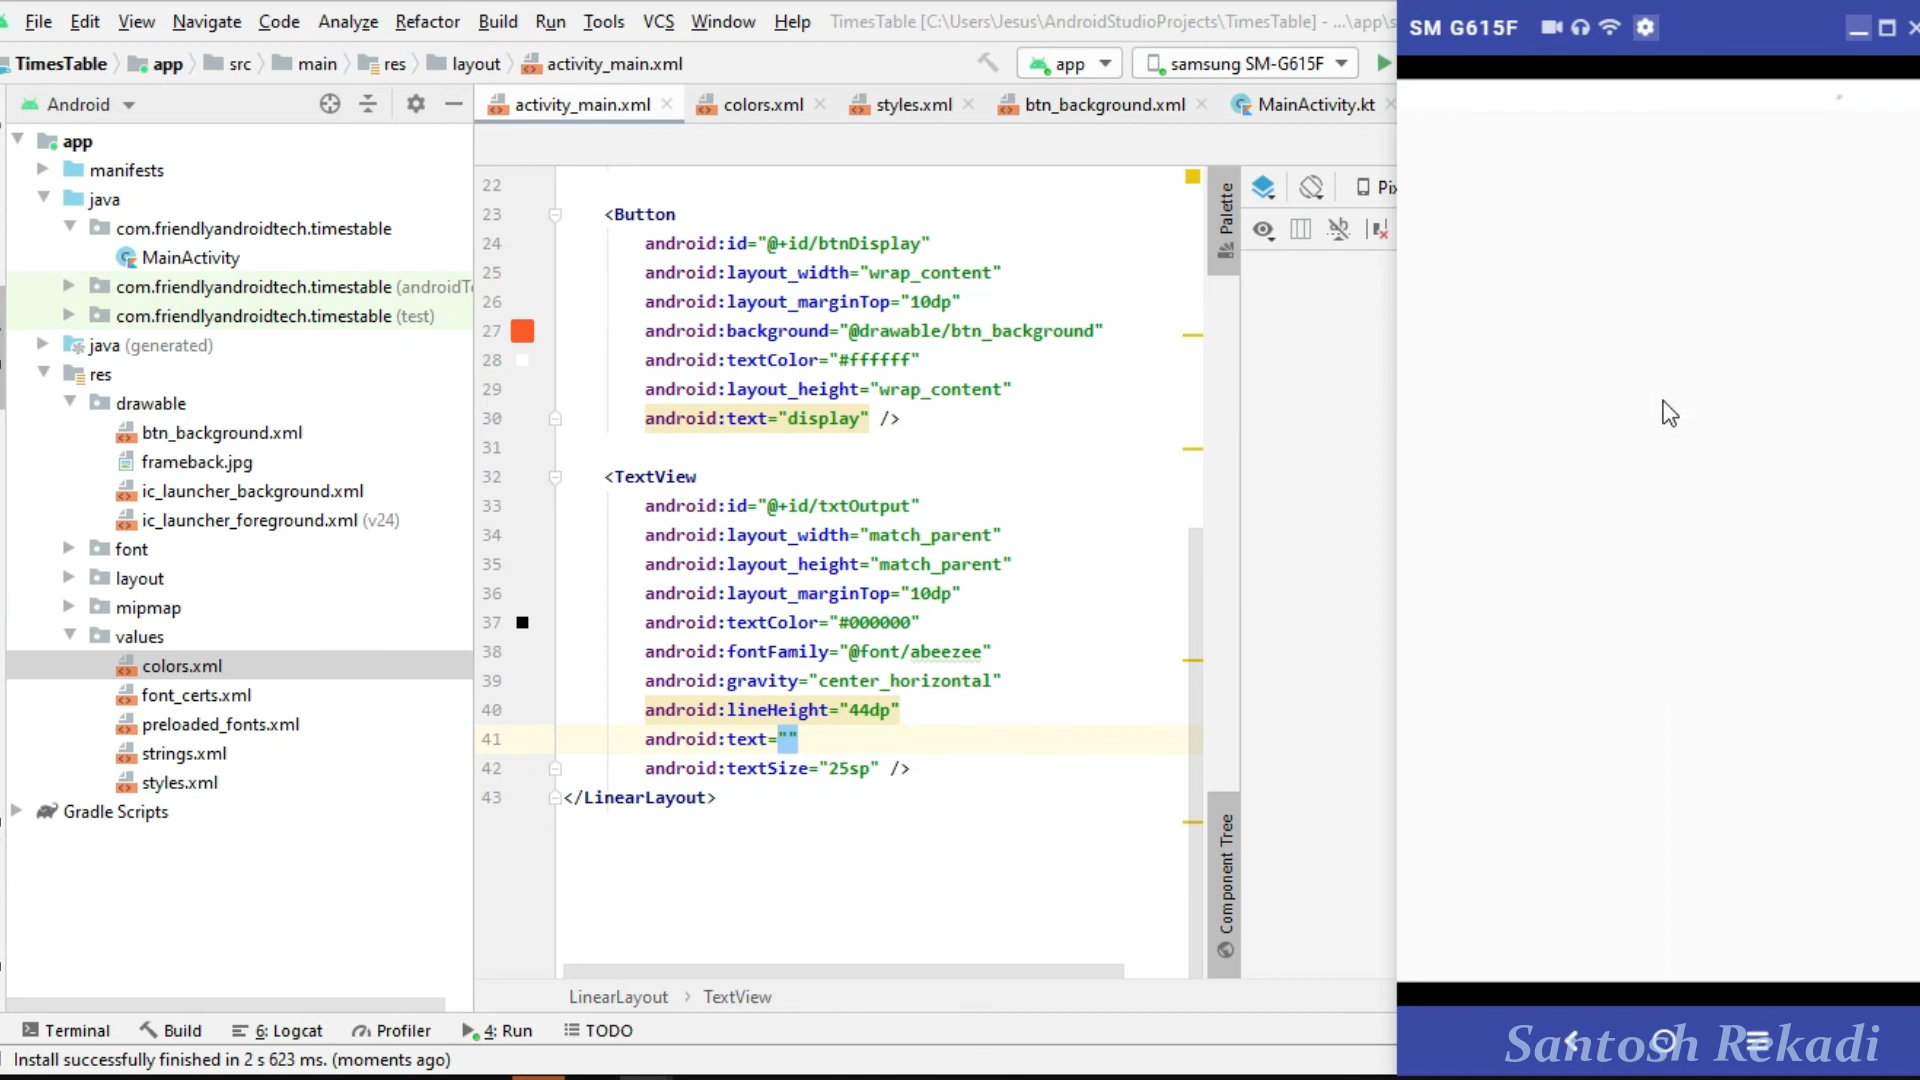 File Edit View Navigate Code Analyze Refactor Build Run Tools VCS Window Help TimesTable [C:\Users\Jesus\AndroidStudioProjects\TimesTable] - ...\app\s
SM G615F
TimesTable app src main res layout activity_main.xml app samsung SM-G615F
Android
activity_main.xml colors.xml styles.xml btn_background.xml MainActivity.kt
app
manifests
java
com.friendlyandroidtech.timestable
MainActivity
com.friendlyandroidtech.timestable (androidTe
com.friendlyandroidtech.timestable (test)
java (generated)
res
drawable
btn_background.xml
frameback.jpg
ic_launcher_background.xml
ic_launcher_foreground.xml (v24)
font
layout
mipmap
values
colors.xml
font_certs.xml
preloaded_fonts.xml
strings.xml
styles.xml
Gradle Scripts
22
23 <Button
24 android:id="@+id/btnDisplay"
25 android:layout_width="wrap_content"
26 android:layout_marginTop="10dp"
27 android:background="@drawable/btn_background"
28 android:textColor="#ffffff"
29 android:layout_height="wrap_content"
30 android:text="display" />
31
32 <TextView
33 android:id="@+id/txtOutput"
34 android:layout_width="match_parent"
35 android:layout_height="match_parent"
36 android:layout_marginTop="10dp"
37 android:textColor="#000000"
38 android:fontFamily="@font/abeezee"
39 android:gravity="center_horizontal"
40 android:lineHeight="44dp"
41 android:text=""
42 android:textSize="25sp" />
43 </LinearLayout>
Palette
Pix
Component Tree
LinearLayout TextView
Terminal Build 6: Logcat Profiler 4: Run TODO
Install successfully finished in 2 s 623 ms. (moments ago)
Santosh Rekadi